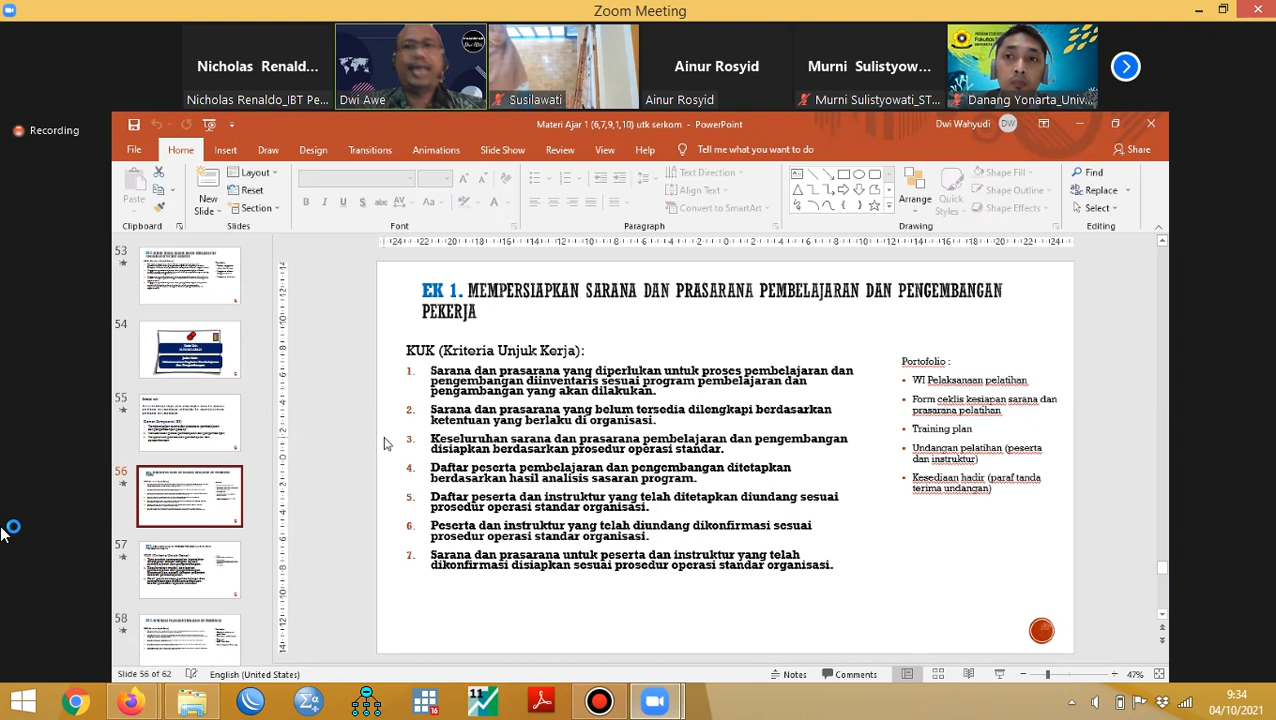 Zoom Meeting
Nicholas Renaldo...
Nicholas Renaldo_IBT Pe...
Dwi Awe
Susilawati
Ainur Rosyid
Ainur Rosyid
Murni Sulistyow...
Murni Sulistyowati_ST...
Danang Yonarta_Univ...
Recording
Materi Ajar 1 (6,7,9,1,10) utk serkom - PowerPoint
Dwi Wahyudi DW
File Home Insert Draw Design Transitions Animations Slide Show Review View Help Tell me what you want to do Share
Paste
Clipboard
New
Slide
Layout
Reset
Section
Slides
Font
Text Direction
Align Text
Convert to SmartArt
Paragraph
Arrange
Quick
Styles
Shape Fill
Shape Outline
Shape Effects
Drawing
Find
Replace
Select
Editing
53
54
55
56
57
58
EK 1. MEMPERSIAPKAN SARANA DAN PRASARANA PEMBELAJARAN DAN PENGEMBANGAN
PEKERJA
KUK (Kriteria Unjuk Kerja):
1. Sarana dan prasarana yang diperlukan untuk proses pembelajaran dan
pengembangan diinventaris sesuai program pembelajaran dan
pengambangan yang akan dilakukan.
2. Sarana dan prasarana yang belum tersedia dilengkapi berdasarkan
ketentuan yang berlaku di organisasi.
3. Keseluruhan sarana dan prasarana pembelajaran dan pengembangan
disiapkan berdasarkan prosedur operasi standar.
4. Daftar peserta pembelajaran dan pengembangan ditetapkan
berdasarkan hasil analisis sasaran program.
5. Daftar peserta dan instruktur yang telah ditetapkan diundang sesuai
prosedur operasi standar organisasi.
6. Peserta dan instruktur yang telah diundang dikonfirmasi sesuai
prosedur operasi standar organisasi.
7. Sarana dan prasarana untuk peserta dan instruktur yang telah
dikonfirmasi disiapkan sesuai prosedur operasi standar organisasi.
Portofolio :
WI Pelaksanaan pelatihan
Form ceklis kesiapan sarana dan
prasarana pelatihan
Training plan
Undangan pelatihan (peserta
dan instruktur)
Kesediaan hadir (paraf tanda
terima undangan)
Slide 56 of 62 English (United States) Notes Comments 47%
9:34
04/10/2021